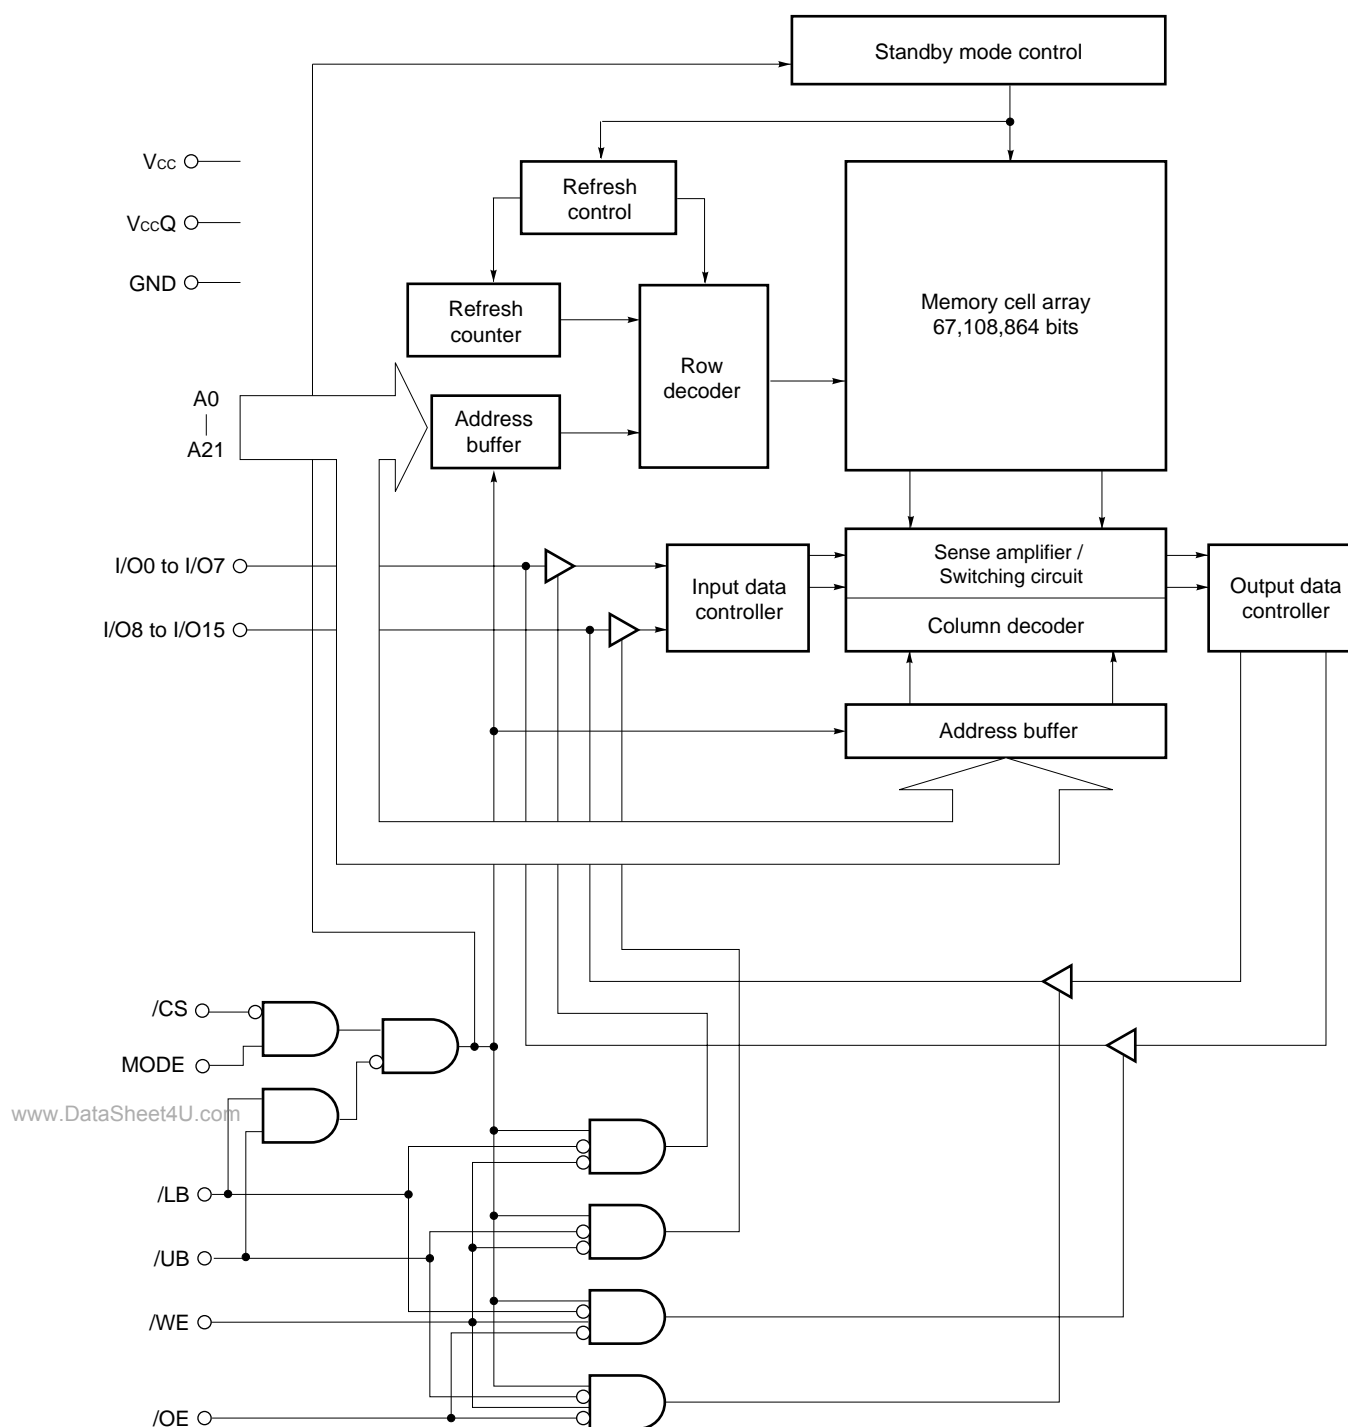 Standby mode control
Vcc
Refresh
control
VccQ
GND
Refresh
counter
Memory cell array
67,108,864 bits
Row
decoder
A0
A21
Address
buffer
I/O0 to I/O7
Input data
controller
Sense amplifier /
Switching circuit
Output data
controller
I/O8 to I/O15
Column decoder
Address buffer
/CS
MODE
www.DataSheet4U.com
/LB
/UB
/WE
/OE